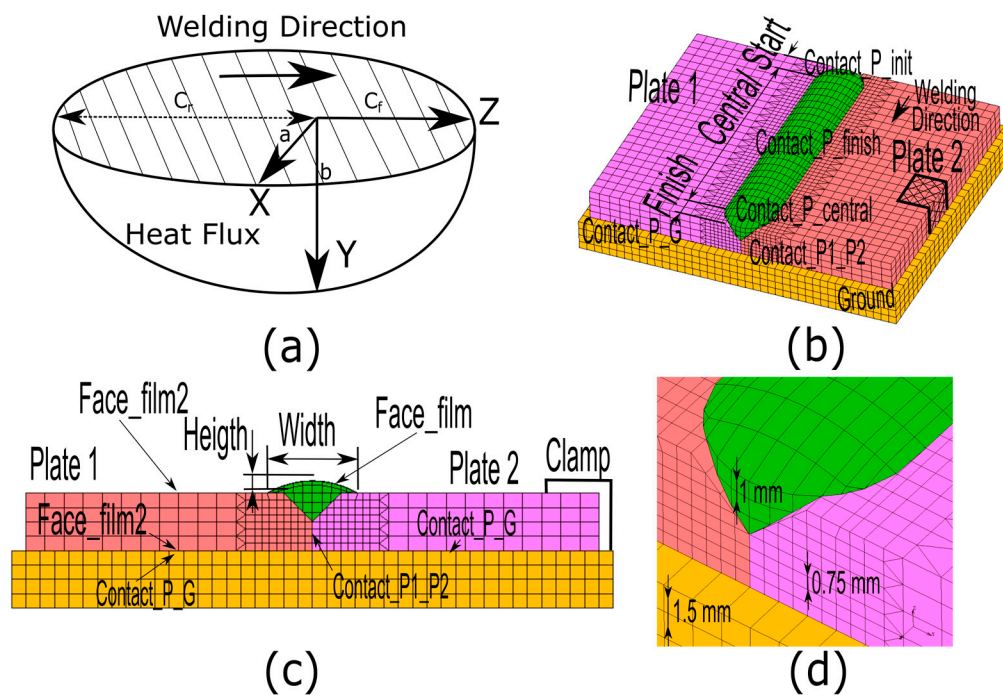 Welding Direction
Cr
Cf
Z
a
b
X
Heat Flux
Y
(a)
Start
Contact_P_init
Plate 1
Central
Welding
Direction
Contact_P_finish
Plate 2
Finish
Contact_P_central
Contact_P_G
Contact_P1_P2
Ground
(b)
Face_film2
Heigth
Width
Face_film
Plate 1
Plate 2
Clamp
Face_film2
Contact_P_G
Contact_P_G
Contact_P1_P2
(c)
1 mm
0.75 mm
1.5 mm
(d)